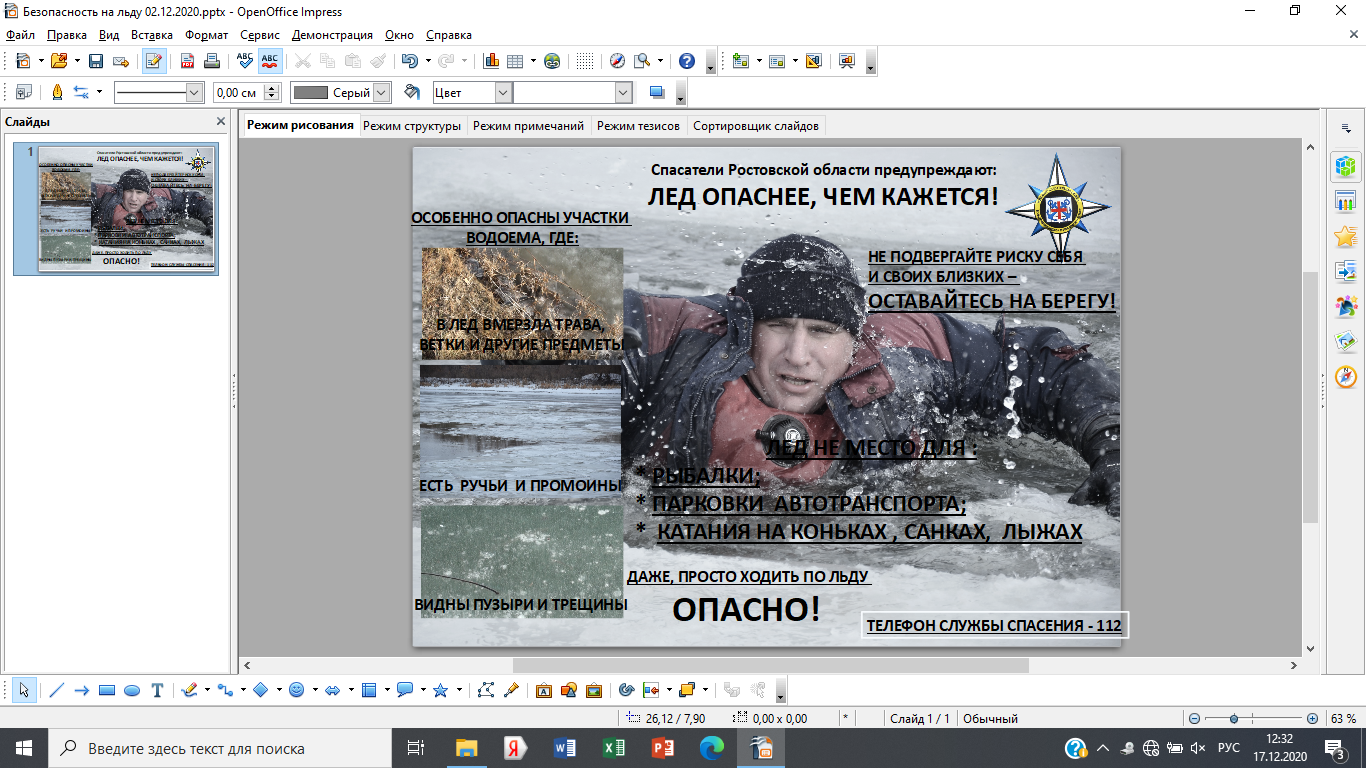 Безопасность на льду 02.12.2020.pptx - OpenOffice Impress
Файл Правка Вид Вставка Формат Сервис Демонстрация Окно Справка
ABC ABC
0,00 см Серый Цвет
Слайды
Режим рисования Режим структуры Режим примечаний Режим тезисов Сортировщик слайдов
1
Спасатели Ростовской области предупреждают:
ЛЕД ОПАСНЕЕ, ЧЕМ КАЖЕТСЯ!
ОСОБЕННО ОПАСНЫ УЧАСТКИ
ВОДОЕМА, ГДЕ:
В ЛЕД ВМЕРЗЛА ТРАВА,
ВЕТКИ И ДРУГИЕ ПРЕДМЕТЫ
ЕСТЬ РУЧЬИ И ПРОМОИНЫ
ВИДНЫ ПУЗЫРИ И ТРЕЩИНЫ
НЕ ПОДВЕРГАЙТЕ РИСКУ СЕБЯ
И СВОИХ БЛИЗКИХ –
ОСТАВАЙТЕСЬ НА БЕРЕГУ!
ЛЕД НЕ МЕСТО ДЛЯ :
* РЫБАЛКИ;
* ПАРКОВКИ АВТОТРАНСПОРТА;
* КАТАНИЯ НА КОНЬКАХ , САНКАХ, ЛЫЖАХ
ДАЖЕ, ПРОСТО ХОДИТЬ ПО ЛЬДУ
ОПАСНО!
ТЕЛЕФОН СЛУЖБЫ СПАСЕНИЯ - 112
26,12 / 7,90 0,00 x 0,00 * Слайд 1 / 1 Обычный 63 %
Введите здесь текст для поиска
РУС
12:32
17.12.2020
3